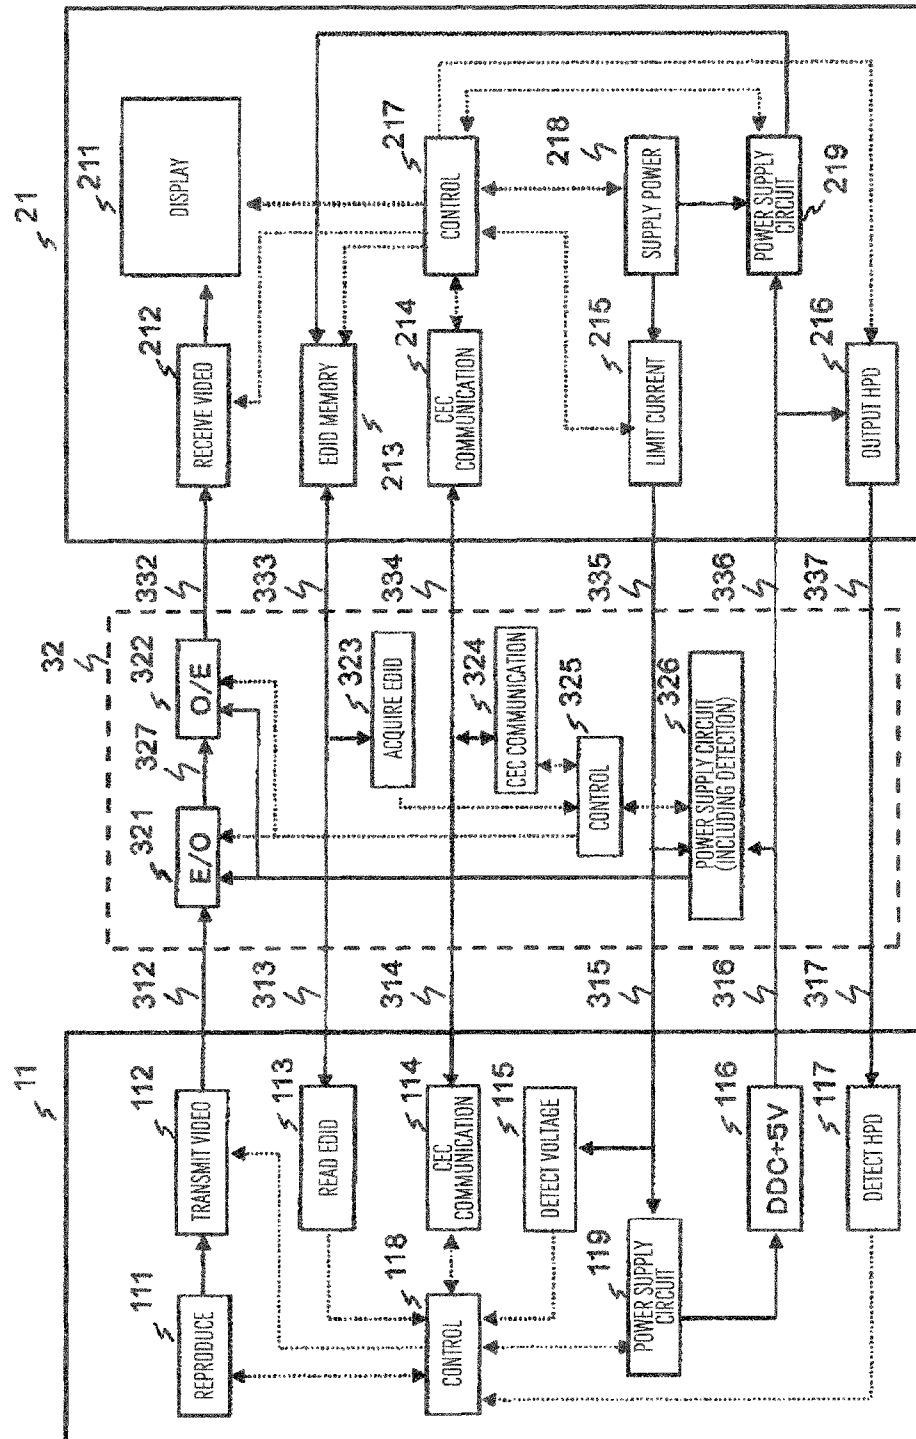 11
111
REPRODUCE
112
TRANSMIT VIDEO
113
READ EDID
118
CONTROL
114
CEC
COMMUNICATION
115
DETECT VOLTAGE
119
POWER SUPPLY
CIRCUIT
116
DDC+5V
117
DETECT HPD
312
313
314
315
316
317
32
321
E/O
327
322
O/E
323
ACQUIRE EDID
324
CEC COMMUNICATION
325
CONTROL
326
POWER SUPPLY CIRCUIT
(INCLUDING DETECTION)
332
333
334
335
336
337
21
212
RECEIVE VIDEO
211
DISPLAY
EDID MEMORY
213
214
CEC
COMMUNICATION
217
CONTROL
215
LIMIT CURRENT
218
SUPPLY POWER
POWER SUPPLY
CIRCUIT
219
216
OUTPUT HPD